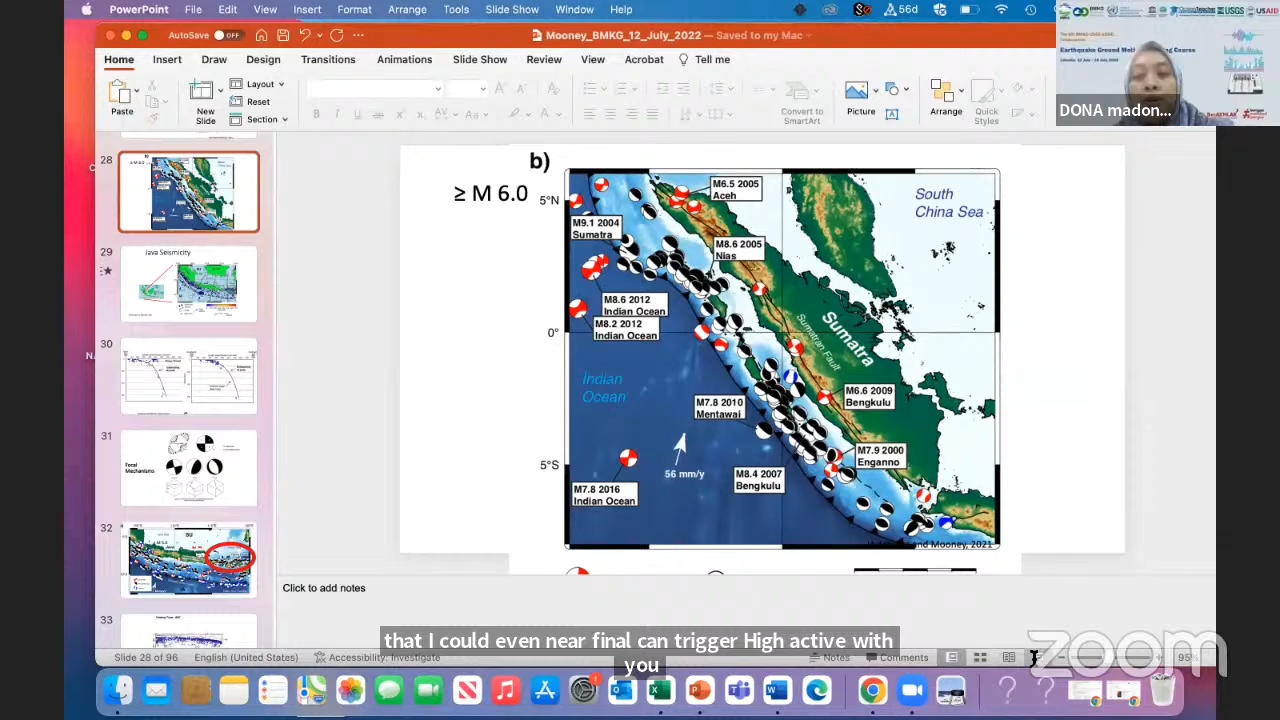 PowerPoint File Edit View Insert Format Arrange Tools Slide Show Window Help
56d
AutoSave OFF
Mooney_BMKG_12_July_2022 — Saved to my Mac
Home Insert Draw Design Transitions Animations Slide Show Review View Acrobat Tell me
Paste
New
Slide
Layout
Reset
Section
Convert to
SmartArt
Picture
Arrange
Quick
Styles
USGS
USAID
DONA madon...
28
29
Java Seismicity
30
31
Focal
Mechanisms
32
33
b)
≥ M 6.0
5°N
0°
5°S
M6.5 2005
Aceh
South
China Sea
M9.1 2004
Sumatra
M8.6 2005
Nias
M8.6 2012
Indian Ocean
M8.2 2012
Indian Ocean
Sumatra
Sumatran Fault
Indian
Ocean
M6.6 2009
Bengkulu
M7.8 2010
Mentawai
M7.9 2000
Enganno
56 mm/y
M8.4 2007
Bengkulu
M7.8 2016
Indian Ocean
and Mooney, 2021
Click to add notes
that I could even near final can trigger High active with
you
Slide 28 of 96 English (United States) Accessibility: Investigate
Notes Comments
95%
zoom